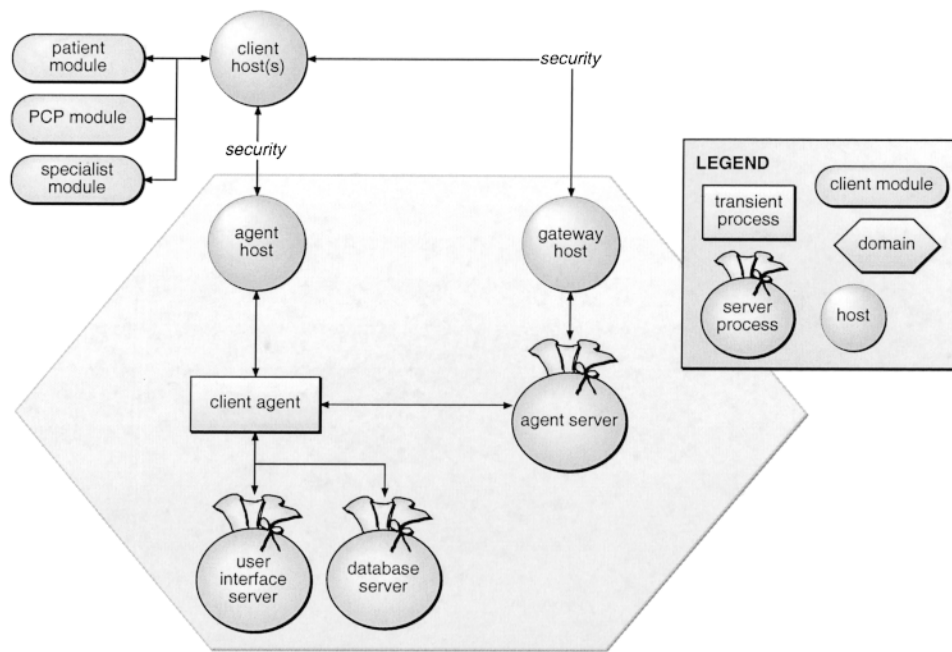 patient
module
client
host(s)
security
PCP module
security
specialist
module
LEGEND
transient
process
client module
domain
server
process
host
agent
host
gateway
host
client agent
agent server
user
interface
server
database
server